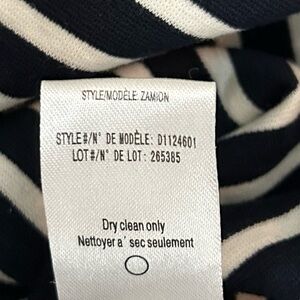 STYLE/MODÈLE: ZAMION
STYLE#/N° DE MODÈLE: D1124601
LOT#/N° DE LOT: 265385
Dry clean only
Nettoyer a' sec seulement